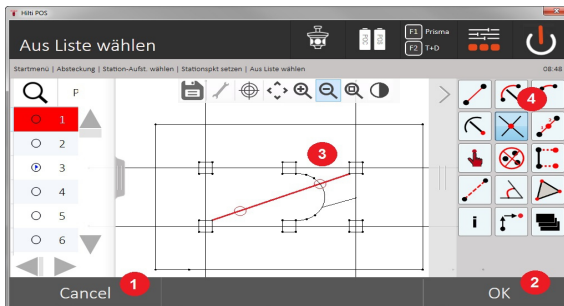 Hilti POS
Aus Liste wählen
F1 Prisma
F2 T+D
Startmenü | Absteckung | Station-Aufst. wählen | Stationspkt setzen | Aus Liste wählen
08:48
P
1
2
3
4
5
6
3
4
i
1
2
Cancel
OK